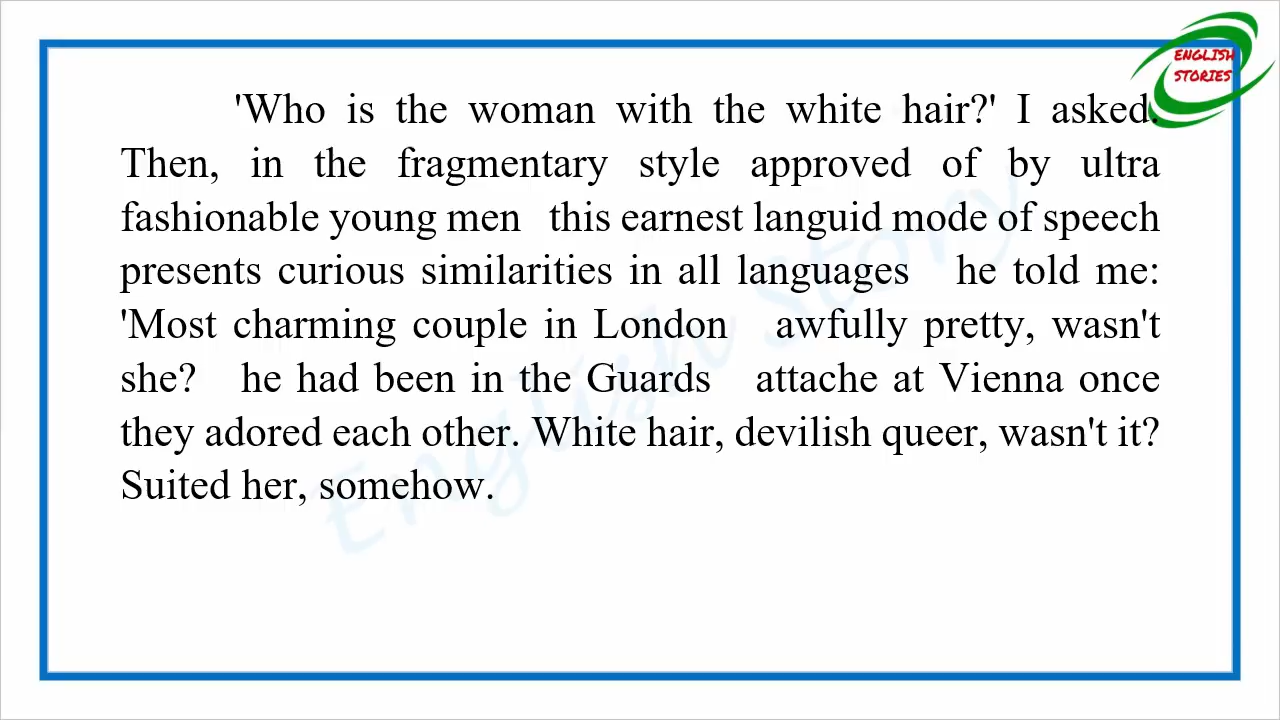 ENGLISH
STORIES
'Who is the woman with the white hair?' I asked.
Then, in the fragmentary style approved of by ultra
fashionable young men this earnest languid mode of speech
presents curious similarities in all languages he told me:
'Most charming couple in London awfully pretty, wasn't
she? he had been in the Guards attache at Vienna once
they adored each other. White hair, devilish queer, wasn't it?
Suited her, somehow.
English Story